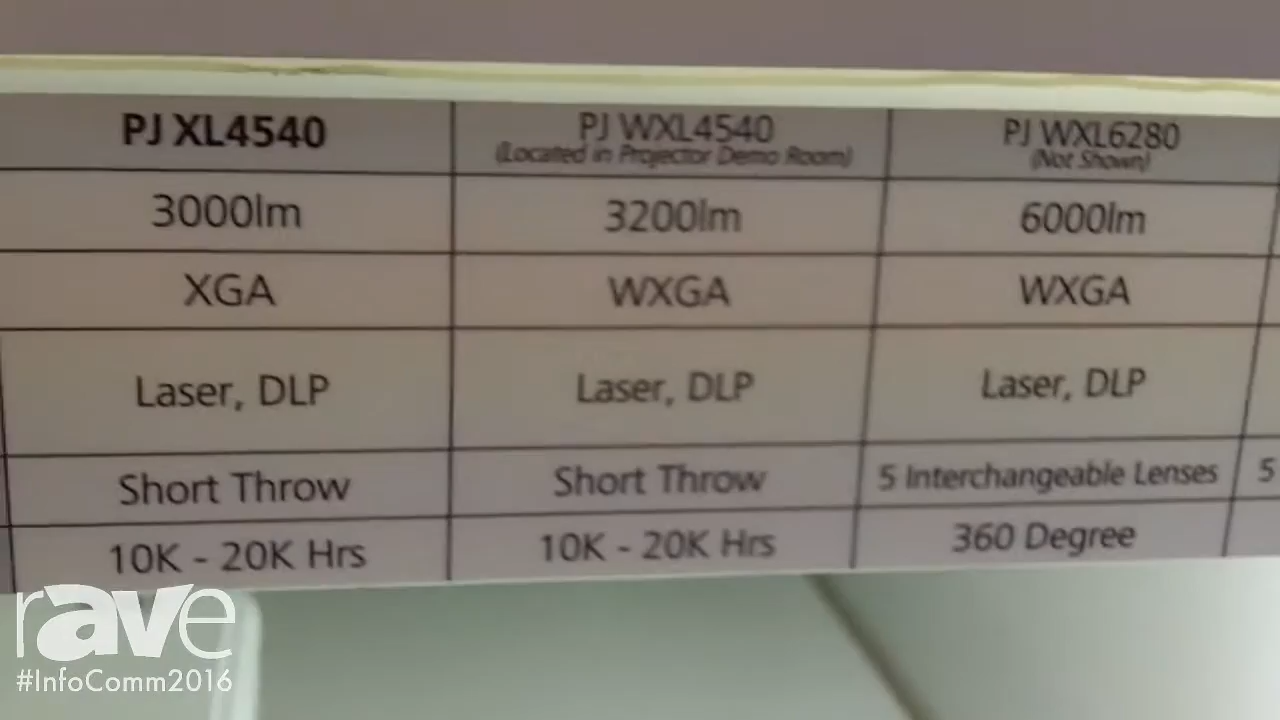 PJ XL4540 PJ WXL4540 PJ WXL6280
(Located in Projector Demo Room) (Not Shown)
3000lm 3200lm 6000lm
XGA WXGA WXGA
Laser, DLP Laser, DLP Laser, DLP
Short Throw Short Throw 5 Interchangeable Lenses 5
10K - 20K Hrs 10K - 20K Hrs 360 Degree
rAVe
#InfoComm2016